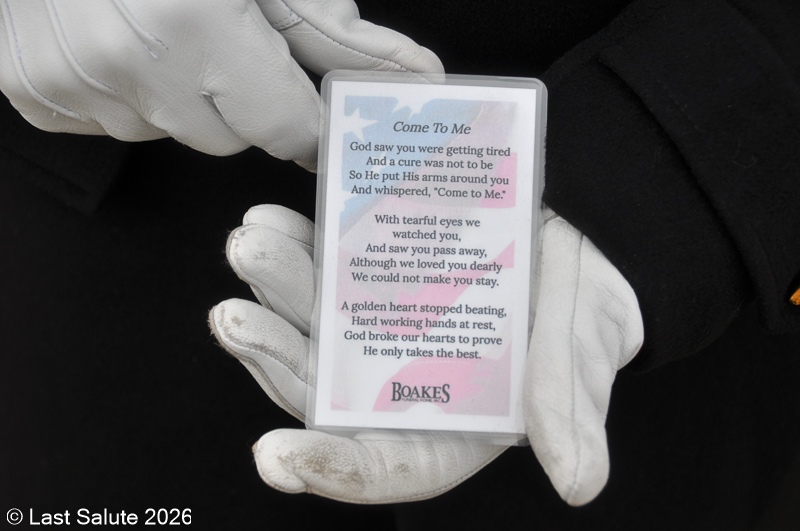 Come To Me
God saw you were getting tired
And a cure was not to be
So He put His arms around you
And whispered, "Come to Me."
With tearful eyes we
watched you,
And saw you pass away,
Although we loved you dearly
We could not make you stay.
A golden heart stopped beating,
Hard working hands at rest,
God broke our hearts to prove
He only takes the best.
BOAKES
FUNERAL HOME, INC.
© Last Salute 2026